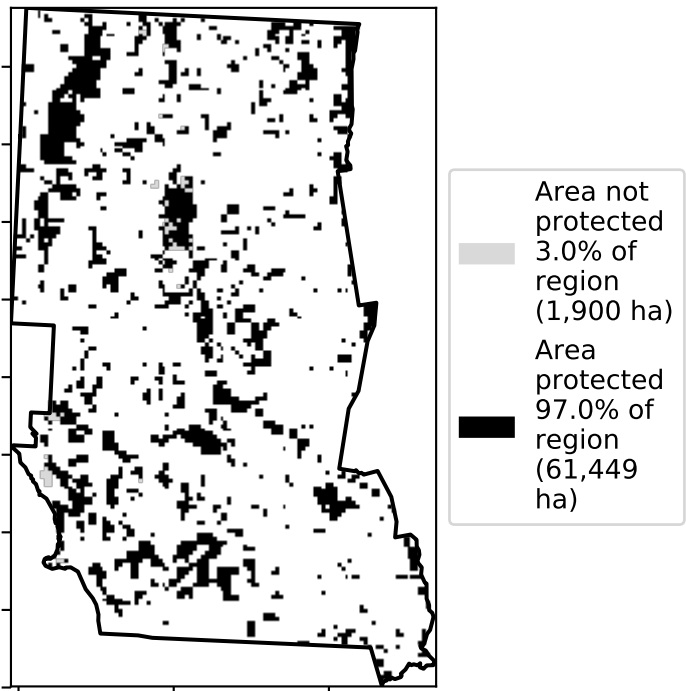 Area not
protected
3.0% of
region
(1,900 ha)
Area
protected
97.0% of
region
(61,449
ha)